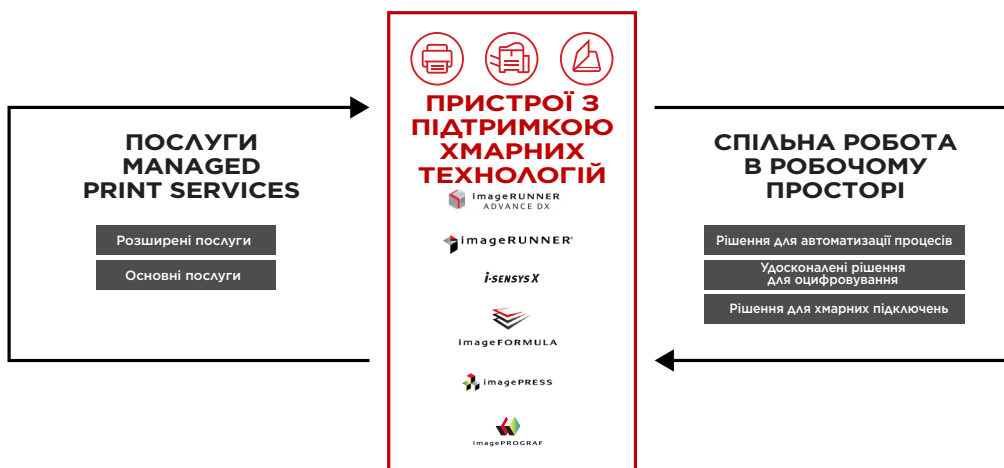 ПОСЛУГИ
MANAGED
PRINT SERVICES
Розширені послуги
Основні послуги
ПРИСТРОЇ З
ПІДТРИМКОЮ
ХМАРНИХ
ТЕХНОЛОГІЙ
imageRUNNER
ADVANCE DX
imageRUNNER®
i-SENSYS X
imageFORMULA
imagePRESS
imagePROGRAF
СПІЛЬНА РОБОТА
В РОБОЧОМУ
ПРОСТОРІ
Рішення для автоматизації процесів
Удосконалені рішення
для оцифровування
Рішення для хмарних підключень